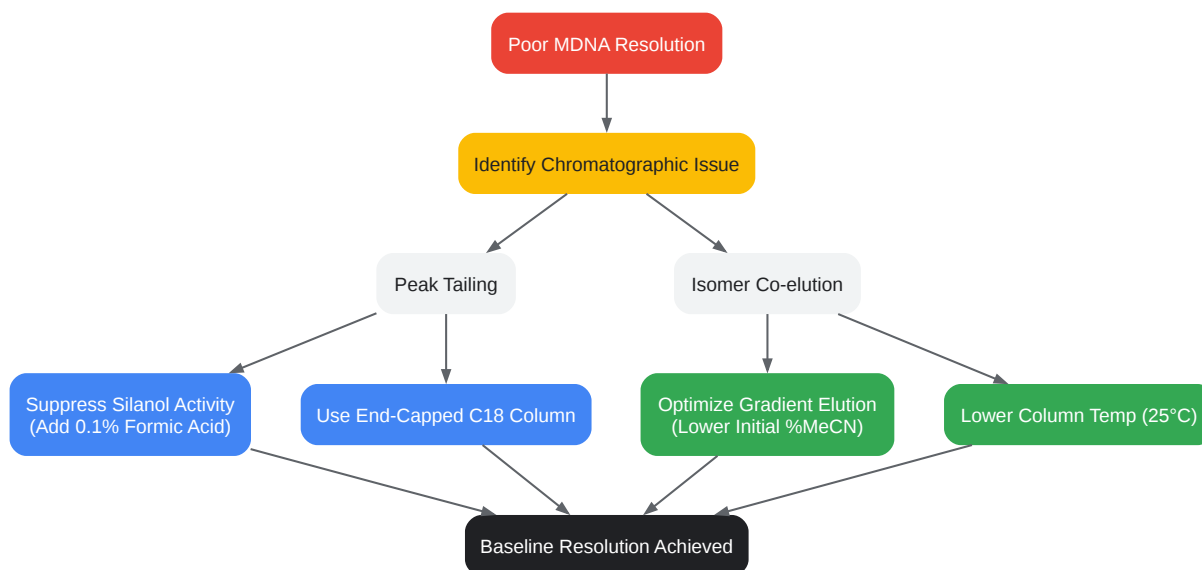 Poor MDNA Resolution
Identify Chromatographic Issue
Peak Tailing
Isomer Co-elution
Suppress Silanol Activity
(Add 0.1% Formic Acid)
Use End-Capped C18 Column
Optimize Gradient Elution
(Lower Initial %MeCN)
Lower Column Temp (25°C)
Baseline Resolution Achieved